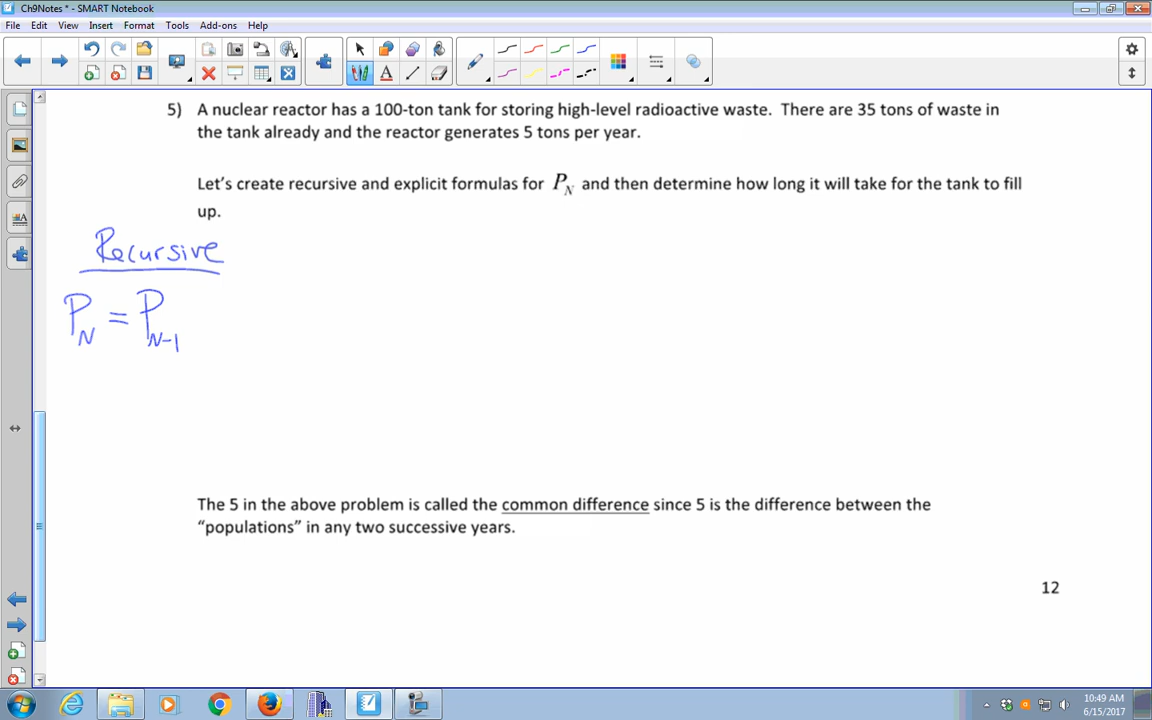 Ch9Notes * - SMART Notebook
File Edit View Insert Format Tools Add-ons Help
5) A nuclear reactor has a 100-ton tank for storing high-level radioactive waste. There are 35 tons of waste in
the tank already and the reactor generates 5 tons per year.
Let's create recursive and explicit formulas for P_N and then determine how long it will take for the tank to fill
up.
Recursive
P_N = P_N-1
The 5 in the above problem is called the common difference since 5 is the difference between the
“populations” in any two successive years.
12
10:49 AM
6/15/2017